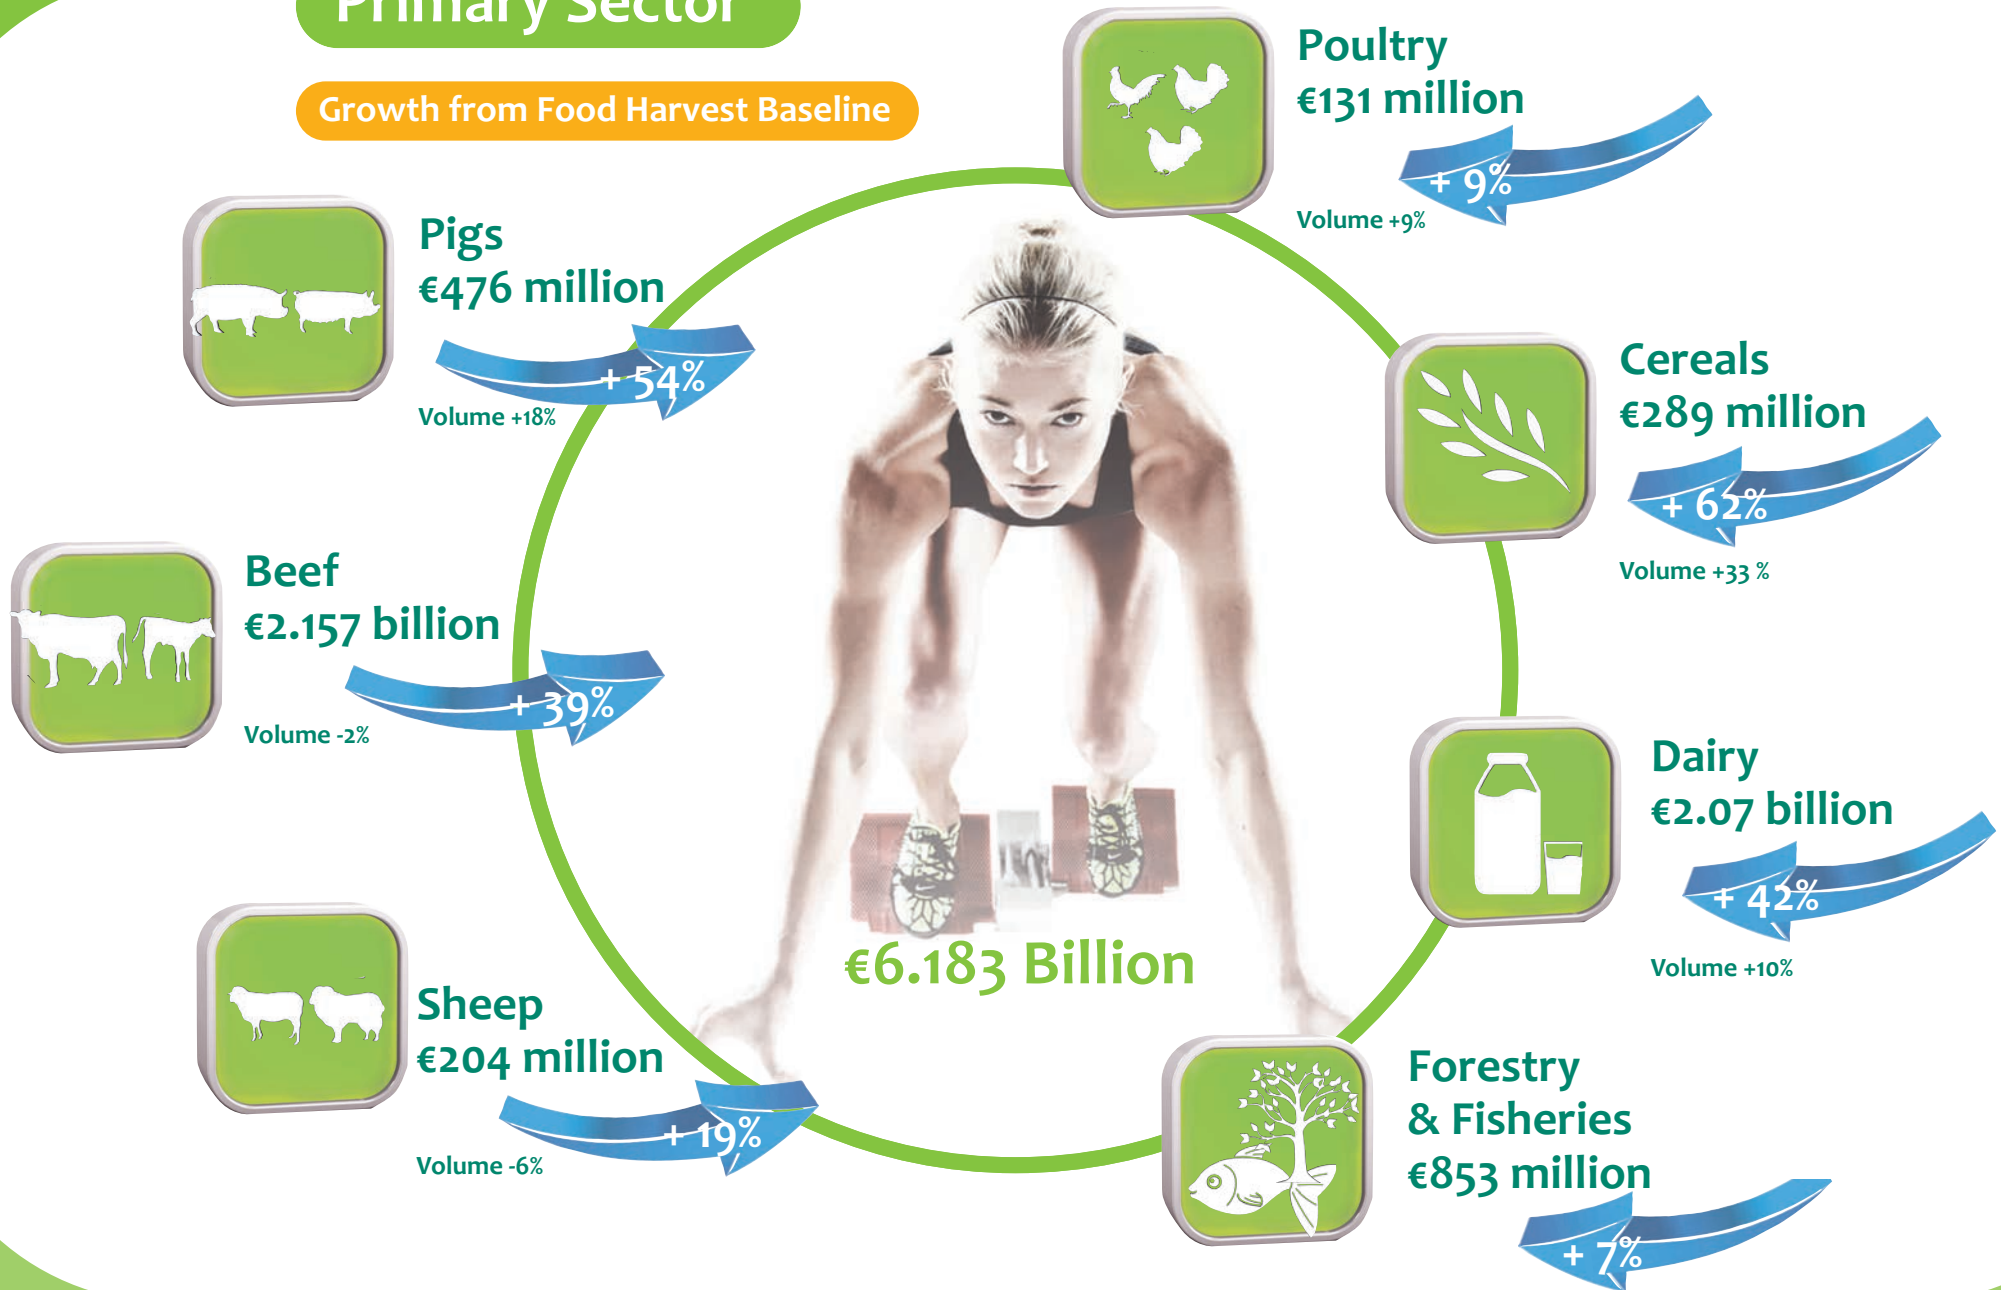 Primary Sector
Growth from Food Harvest Baseline
Poultry
€131 million
+ 9%
Volume +9%
Pigs
€476 million
+ 54%
Volume +18%
Cereals
€289 million
+ 62%
Volume +33 %
Beef
€2.157 billion
+ 39%
Volume -2%
Dairy
€2.07 billion
+ 42%
Volume +10%
€6.183 Billion
Sheep
€204 million
+ 19%
Volume -6%
Forestry
& Fisheries
€853 million
+ 7%